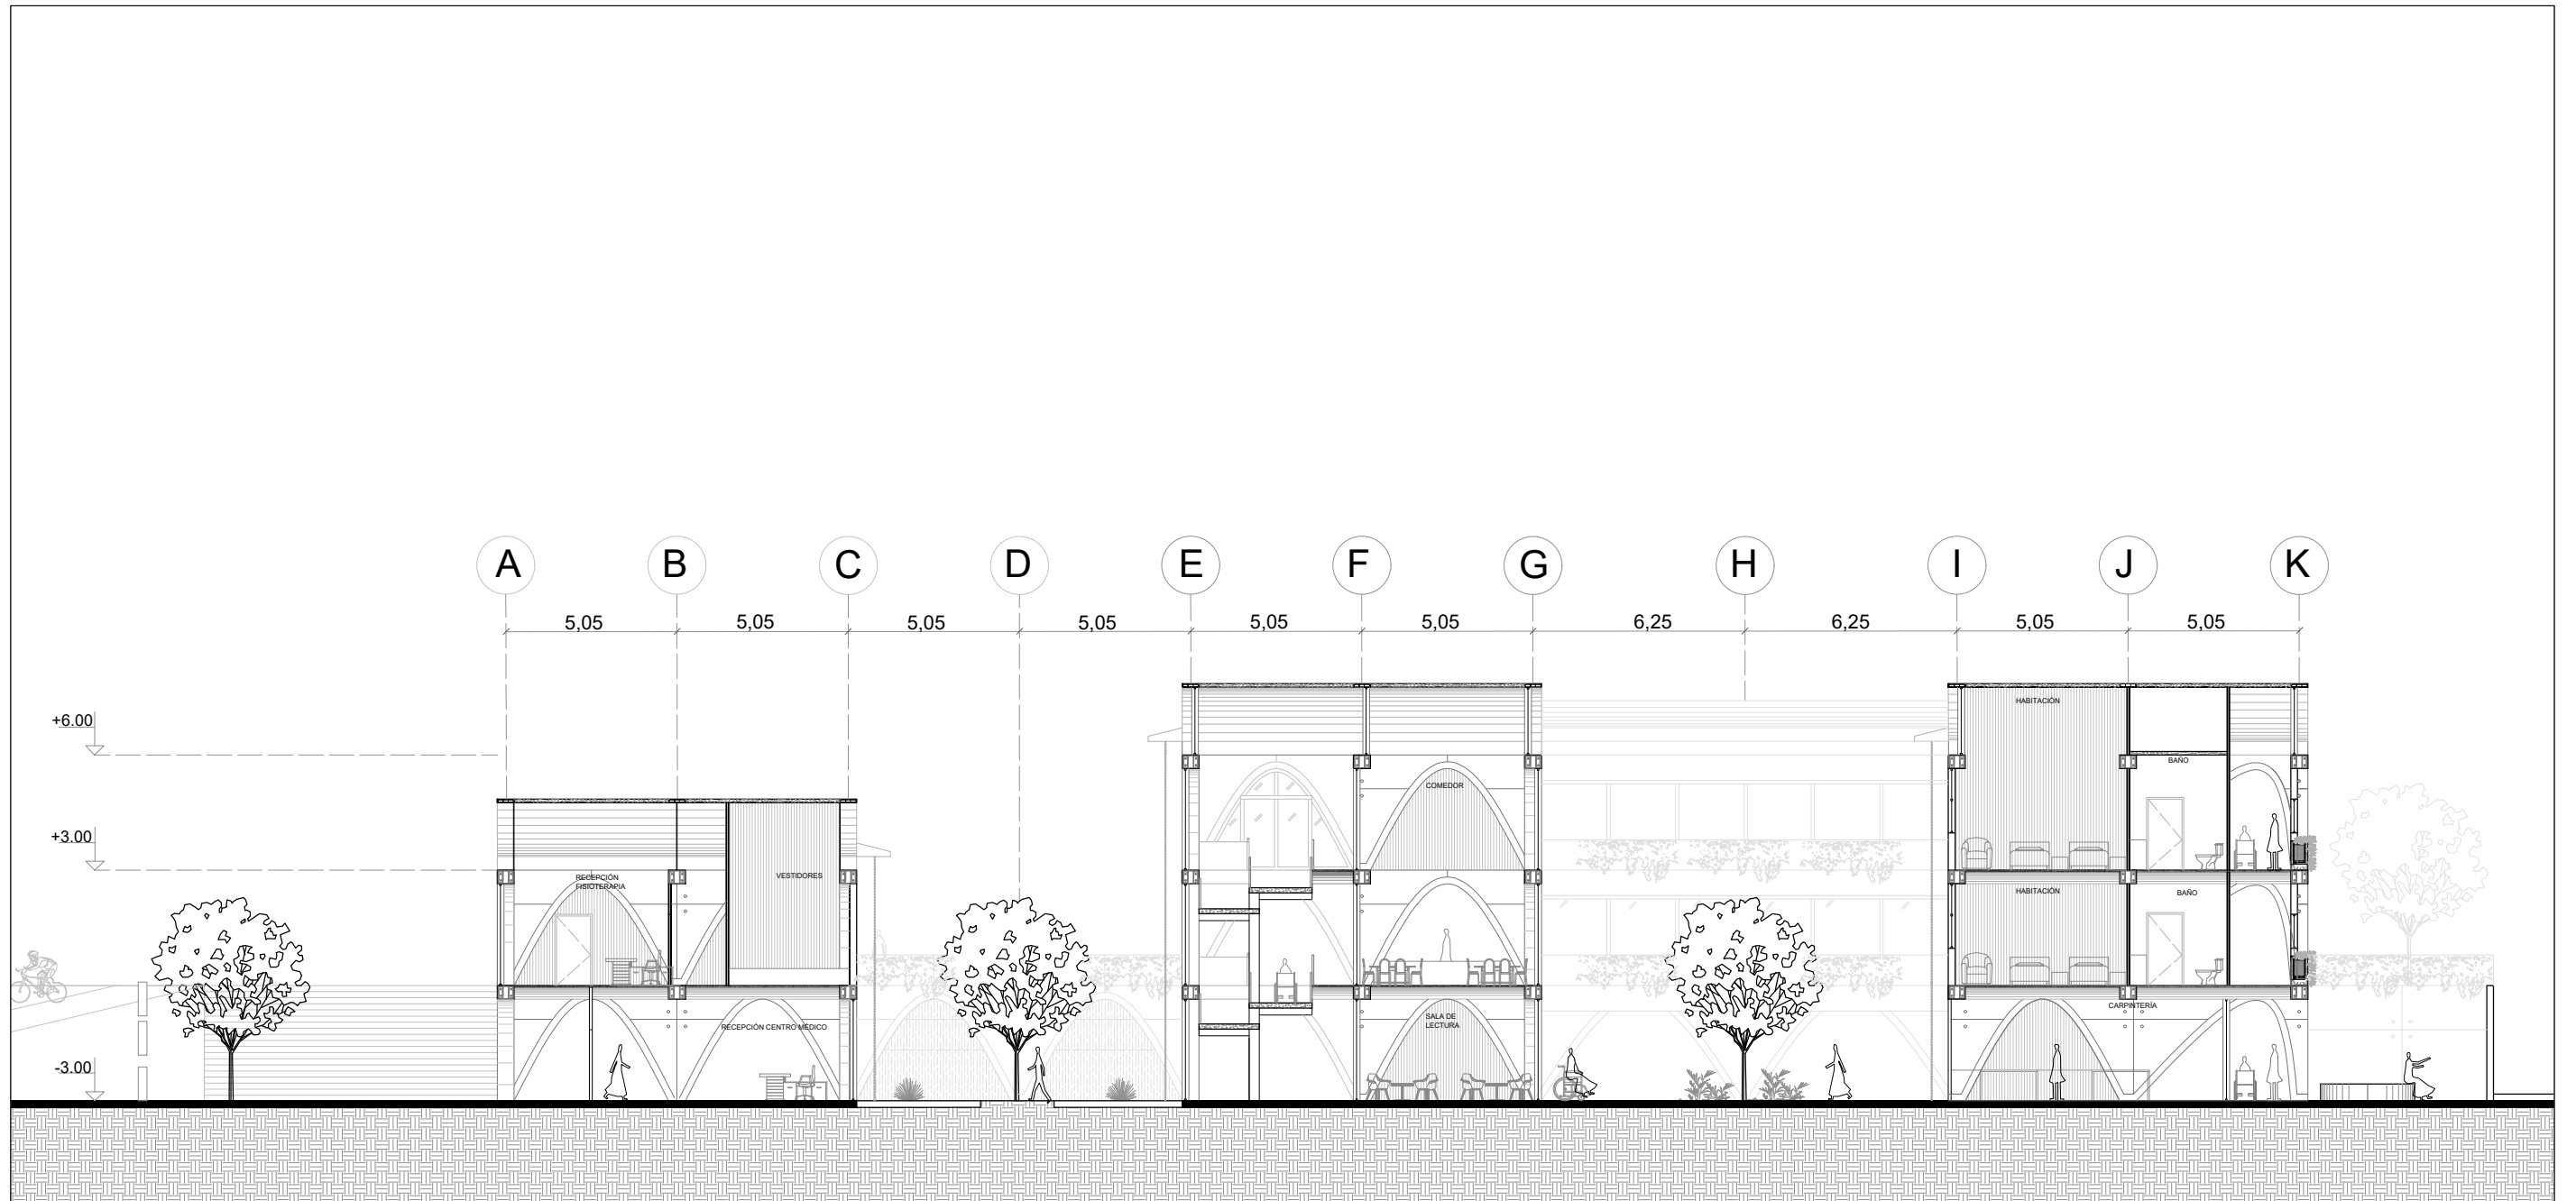 A B C D E F G H I J K
5,05 5,05 5,05 5,05 5,05 5,05 6,25 6,25 5,05 5,05
+6.00
HABITACIÓN
BAÑO
COMEDOR
+3.00
RECEPCIÓN
FISIOTERAPIA
VESTIDORES
HABITACIÓN
BAÑO
CARPINTERÍA
SALA DE
LECTURA
RECEPCIÓN CENTRO MÉDICO
-3.00